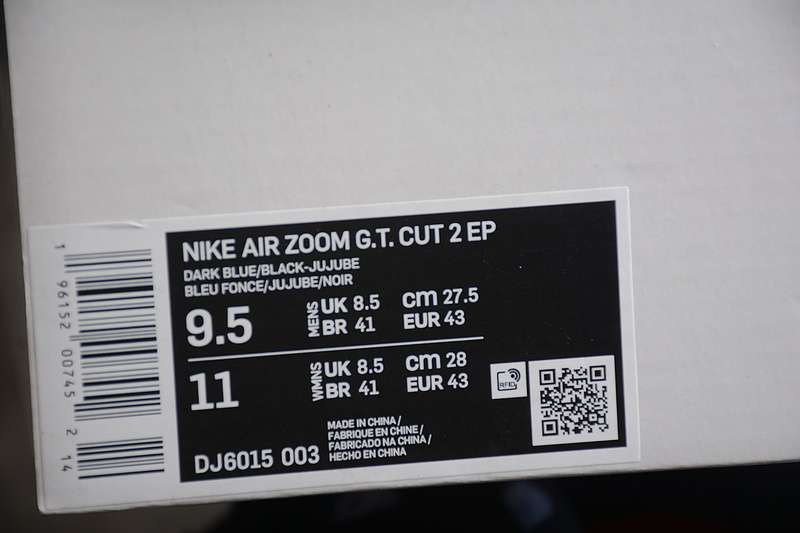 NIKE AIR ZOOM G.T. CUT 2 EP
DARK BLUE/BLACK-JUJUBE
BLEU FONCE/JUJUBE/NOIR
9.5 MENS UK 8.5 cm 27.5
BR 41 EUR 43
11 WMNS UK 8.5 cm 28
BR 41 EUR 43
RFID
MADE IN CHINA /
FABRIQUE EN CHINE /
FABRICADO NA CHINA /
HECHO EN CHINA
DJ6015 003
1 96152 00745 2 14